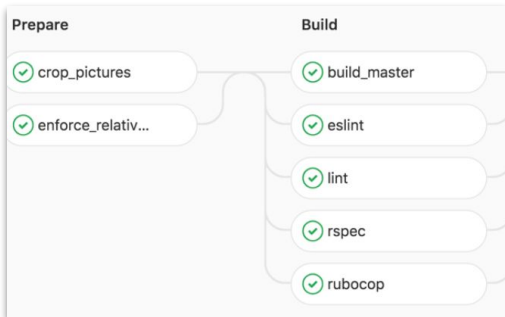 Prepare
crop_pictures
enforce_relativ...
Build
build_master
eslint
lint
rspec
rubocop